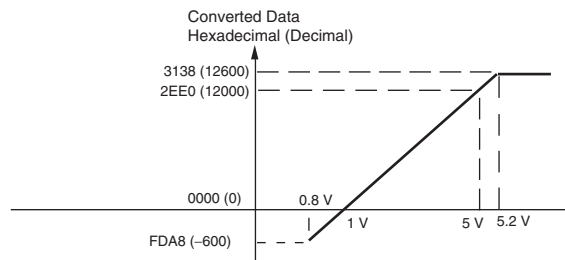 Converted Data
Hexadecimal (Decimal)
3138 (12600)
2EE0 (12000)
0000 (0)
0.8 V
1 V
5 V
5.2 V
FDA8 (–600)